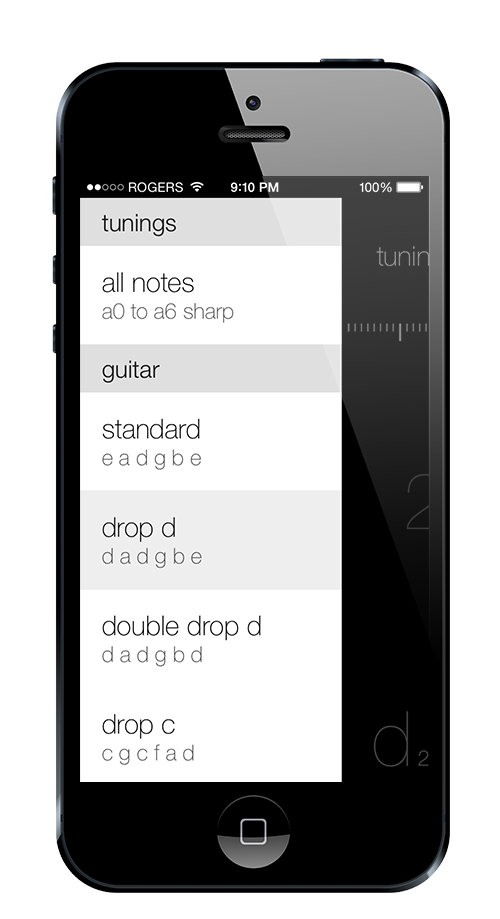 ROGERS 9:10 PM 100%
tunings
all notes
a0 to a6 sharp
guitar
standard
e a d g b e
drop d
d a d g b e
double drop d
d a d g b d
drop c
c g c f a d
tunin
2
d 2